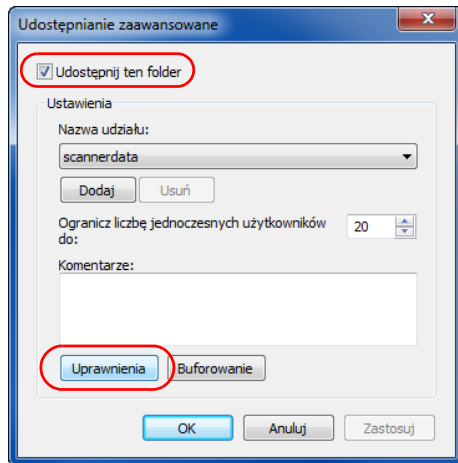 Udostępnianie zaawansowane
Udostępnij ten folder
Ustawienia
Nazwa udziału:
scannerdata
Dodaj Usuń
Ogranicz liczbę jednoczesnych użytkowników
do: 20
Komentarze:
Uprawnienia Buforowanie
OK Anuluj Zastosuj